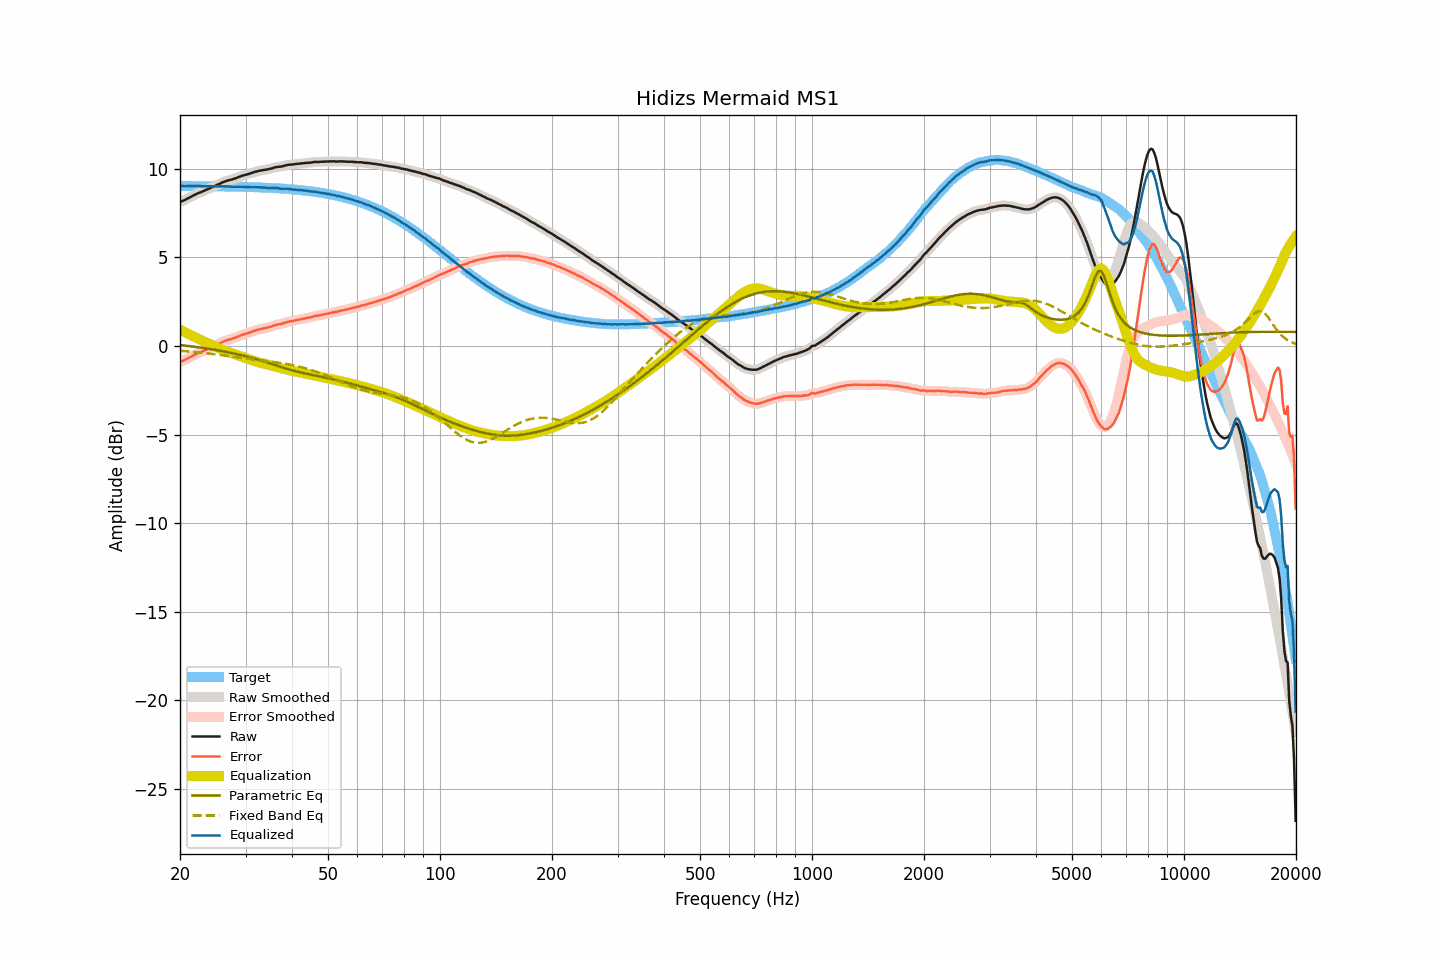 Hidizs Mermaid MS1
10
5
0
−5
−10
−15
−20
−25
Amplitude (dBr)
Target
Raw Smoothed
Error Smoothed
Raw
Error
Equalization
Parametric Eq
Fixed Band Eq
Equalized
20 50 100 200 500 1000 2000 5000 10000 20000
Frequency (Hz)